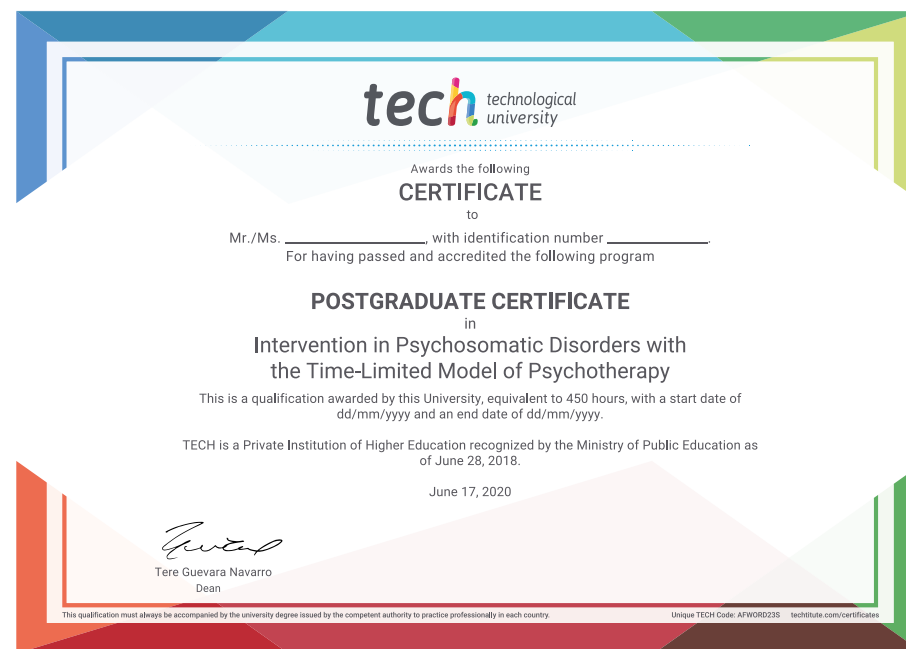 tech technological
university
Awards the following
CERTIFICATE
to
Mr./Ms. ____________________, with identification number ______________.
For having passed and accredited the following program
POSTGRADUATE CERTIFICATE
in
Intervention in Psychosomatic Disorders with
the Time-Limited Model of Psychotherapy
This is a qualification awarded by this University, equivalent to 450 hours, with a start date of
dd/mm/yyyy and an end date of dd/mm/yyyy.
TECH is a Private Institution of Higher Education recognized by the Ministry of Public Education as
of June 28, 2018.
June 17, 2020
Tere Guevara Navarro
Dean
This qualification must always be accompanied by the university degree issued by the competent authority to practice professionally in each country. Unique TECH Code: AFWORD23S techtitute.com/certificates